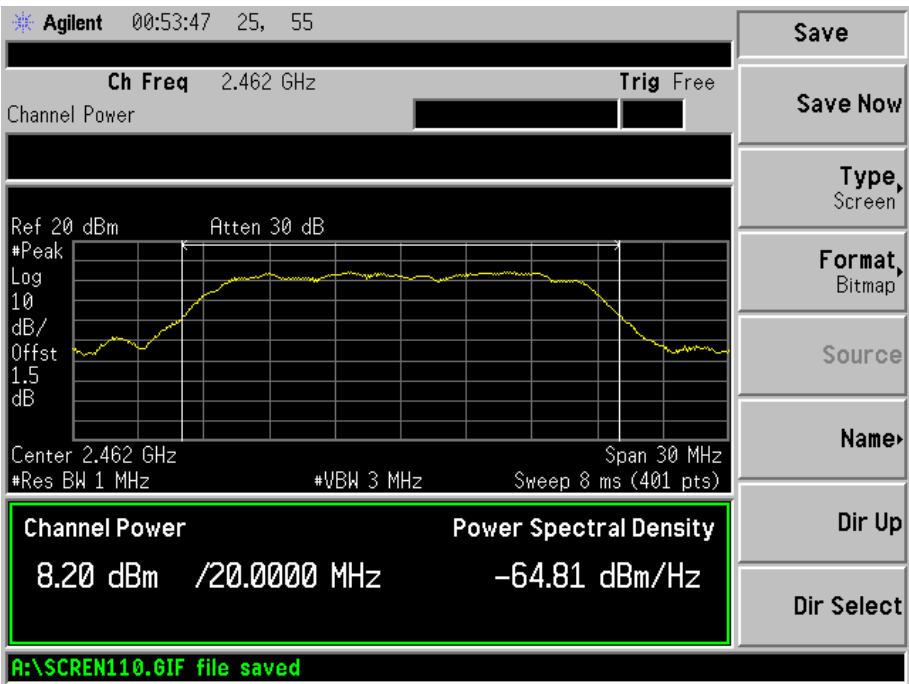 Agilent 00:53:47 25, 55
Ch Freq 2.462 GHz Trig Free
Channel Power
Ref 20 dBm Atten 30 dB
#Peak
Log
10
dB/
Offst
1.5
dB
Center 2.462 GHz Span 30 MHz
#Res BW 1 MHz #VBW 3 MHz Sweep 8 ms (401 pts)
Channel Power Power Spectral Density
8.20 dBm /20.0000 MHz -64.81 dBm/Hz
A:\SCREN110.GIF file saved
Save
Save Now
Type
Screen
Format
Bitmap
Source
Name
Dir Up
Dir Select